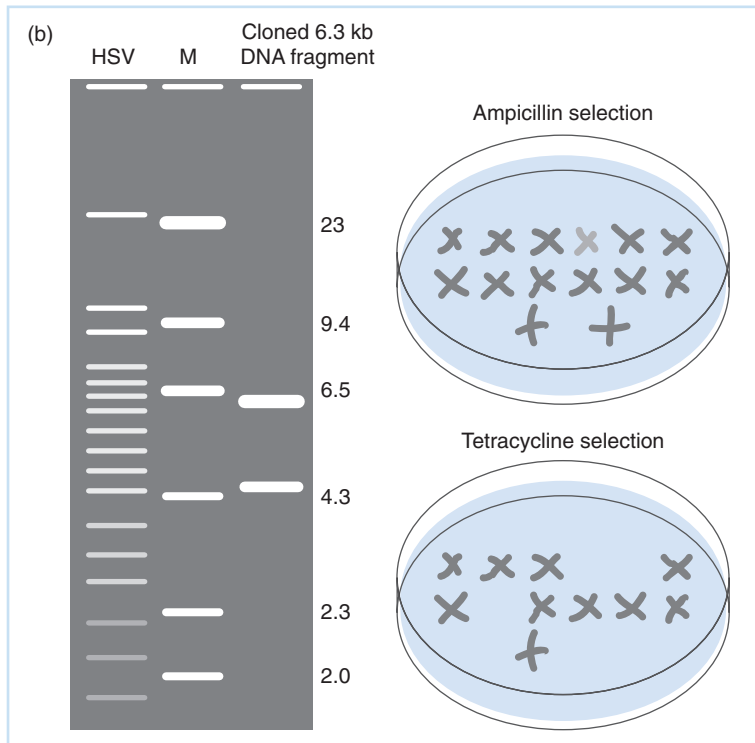 (b)
Cloned 6.3 kb
HSV M DNA fragment
Ampicillin selection
23
9.4
6.5
Tetracycline selection
4.3
2.3
2.0